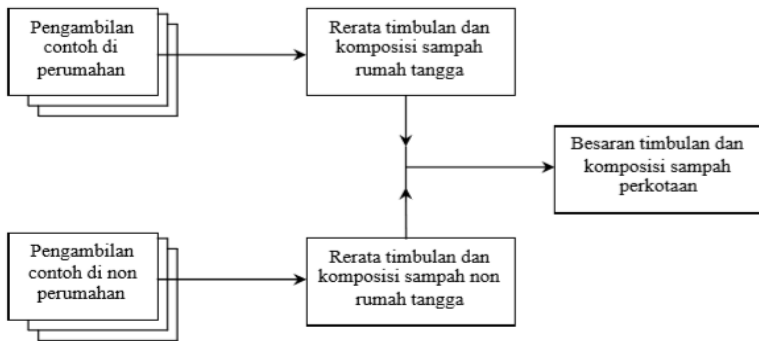 Pengambilan
contoh di
perumahan
Rerata timbulan dan
komposisi sampah
rumah tangga
Besaran timbulan dan
komposisi sampah
perkotaan
Pengambilan
contoh di non
perumahan
Rerata timbulan dan
komposisi sampah non
rumah tangga